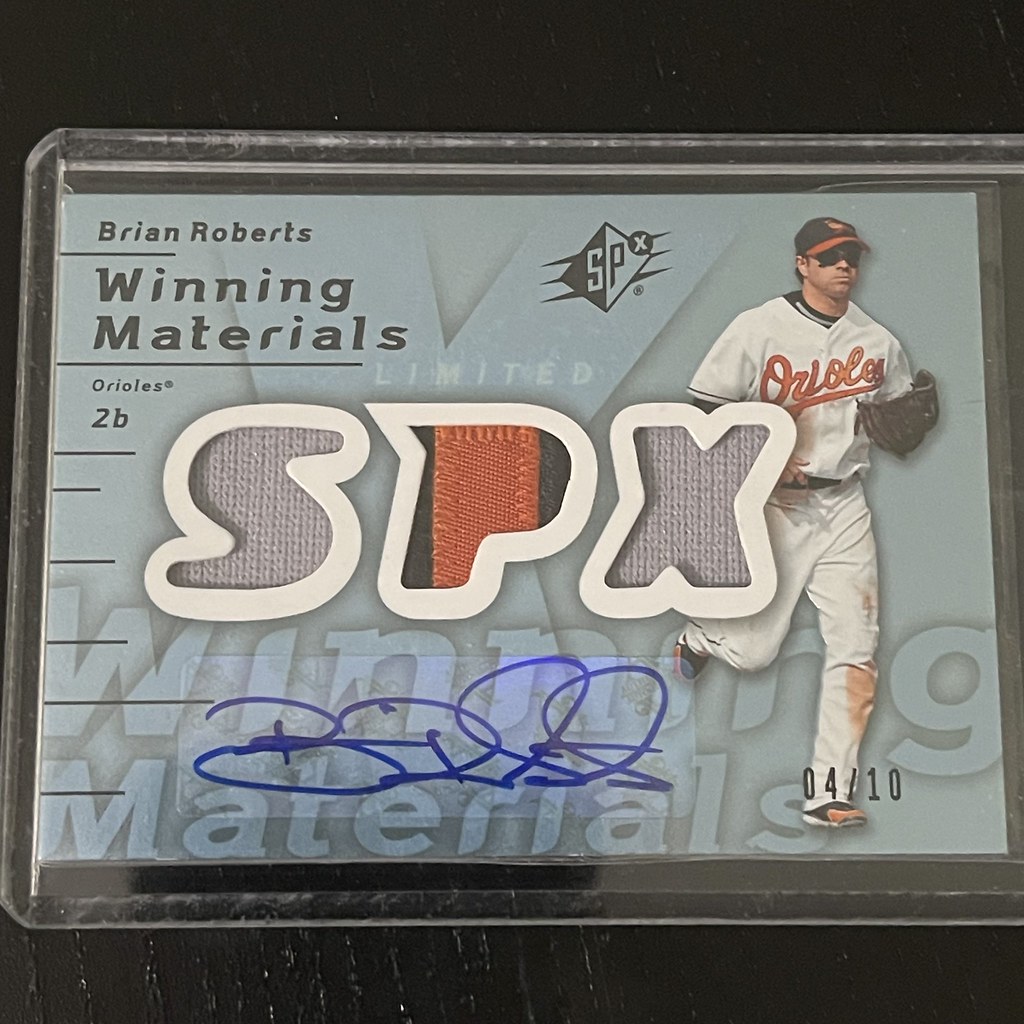 Brian Roberts
SPx®
Winning
Materials
LIMITED
Orioles®
2b
Orioles
SPX
Winning
Materials
04/10